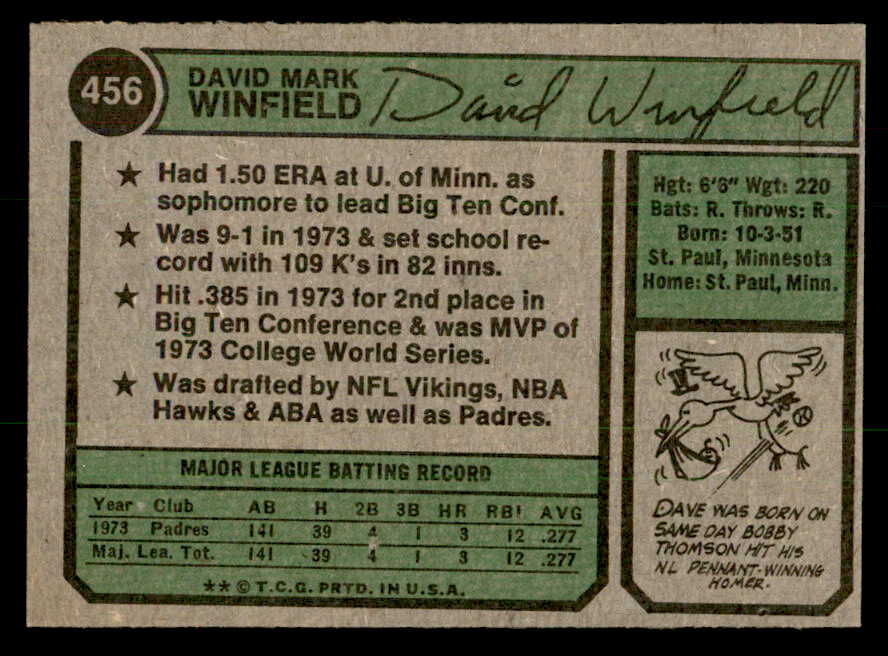 456
DAVID MARK
WINFIELD
David Winfield
★ Had 1.50 ERA at U. of Minn. as
sophomore to lead Big Ten Conf.
★ Was 9-1 in 1973 & set school re-
cord with 109 K's in 82 inns.
★ Hit .385 in 1973 for 2nd place in
Big Ten Conference & was MVP of
1973 College World Series.
★ Was drafted by NFL Vikings, NBA
Hawks & ABA as well as Padres.
Hgt: 6'6" Wgt: 220
Bats: R. Throws: R.
Born: 10-3-51
St. Paul, Minnesota
Home: St. Paul, Minn.
MAJOR LEAGUE BATTING RECORD
Year Club AB H 2B 3B HR RBI AVG
1973 Padres 141 39 4 1 3 12 .277
Maj. Lea. Tot. 141 39 4 1 3 12 .277
** © T.C.G. PRTD. IN U.S.A.
DAVE WAS BORN ON
SAME DAY BOBBY
THOMSON HIT HIS
NL PENNANT-WINNING
HOMER.